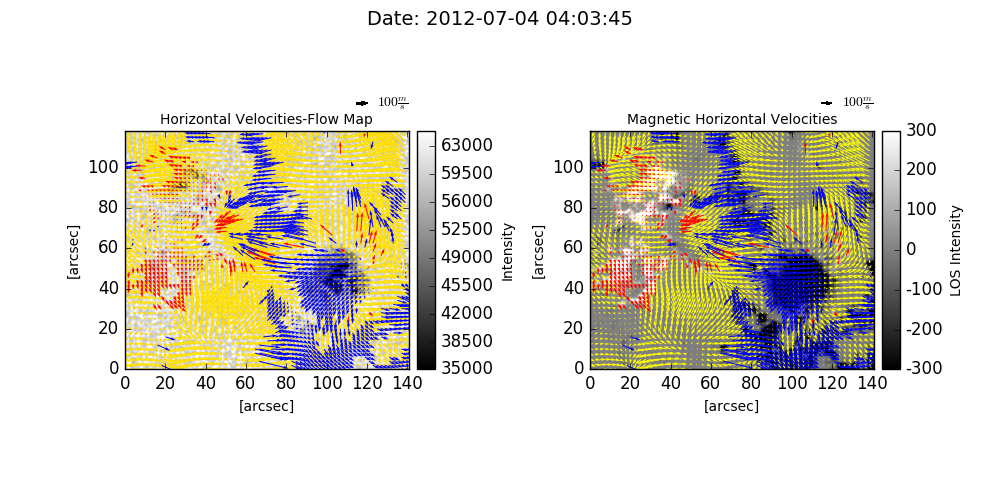 Date: 2012-07-04 04:03:45
100 m/s
Horizontal Velocities-Flow Map
100
80
60
40
20
0
0 20 40 60 80 100 120 140
[arcsec]
[arcsec]
63000
59500
56000
52500
49000
45500
42000
38500
35000
Intensity
100 m/s
Magnetic Horizontal Velocities
100
80
60
40
20
0
0 20 40 60 80 100 120 140
[arcsec]
[arcsec]
300
200
100
0
-100
-200
-300
LOS Intensity